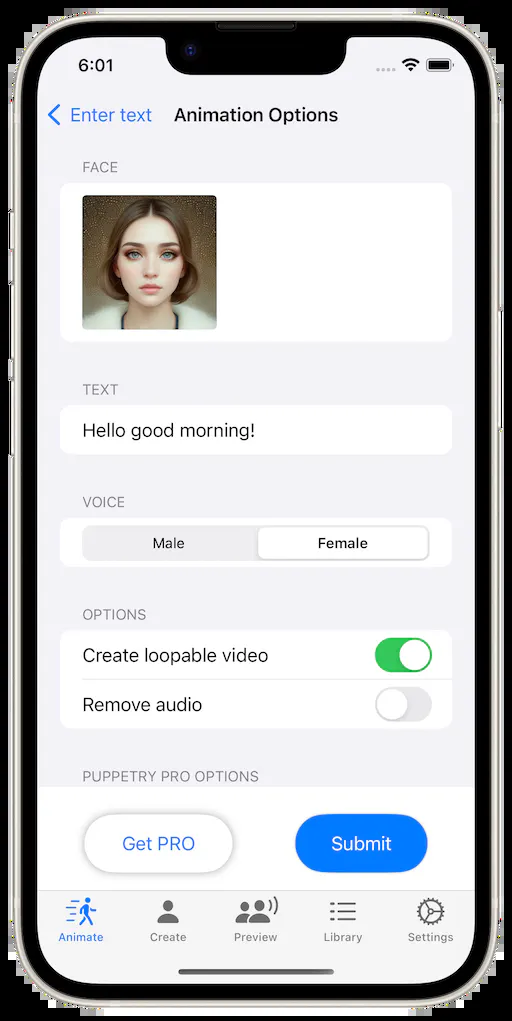 6:01
Enter text Animation Options
FACE
TEXT
Hello good morning!
VOICE
Male Female
OPTIONS
Create loopable video
Remove audio
PUPPETRY PRO OPTIONS
Get PRO Submit
Animate Create Preview Library Settings